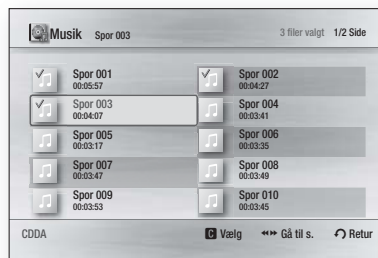 Musik Spor 003 3 filer valgt 1/2 Side
Spor 001 Spor 002
00:05:57 00:04:27
Spor 003 Spor 004
00:04:07 00:03:41
Spor 005 Spor 006
00:03:17 00:03:35
Spor 007 Spor 008
00:03:47 00:03:49
Spor 009 Spor 010
00:03:53 00:03:45
CDDA C Vælg Gå til s. Retur